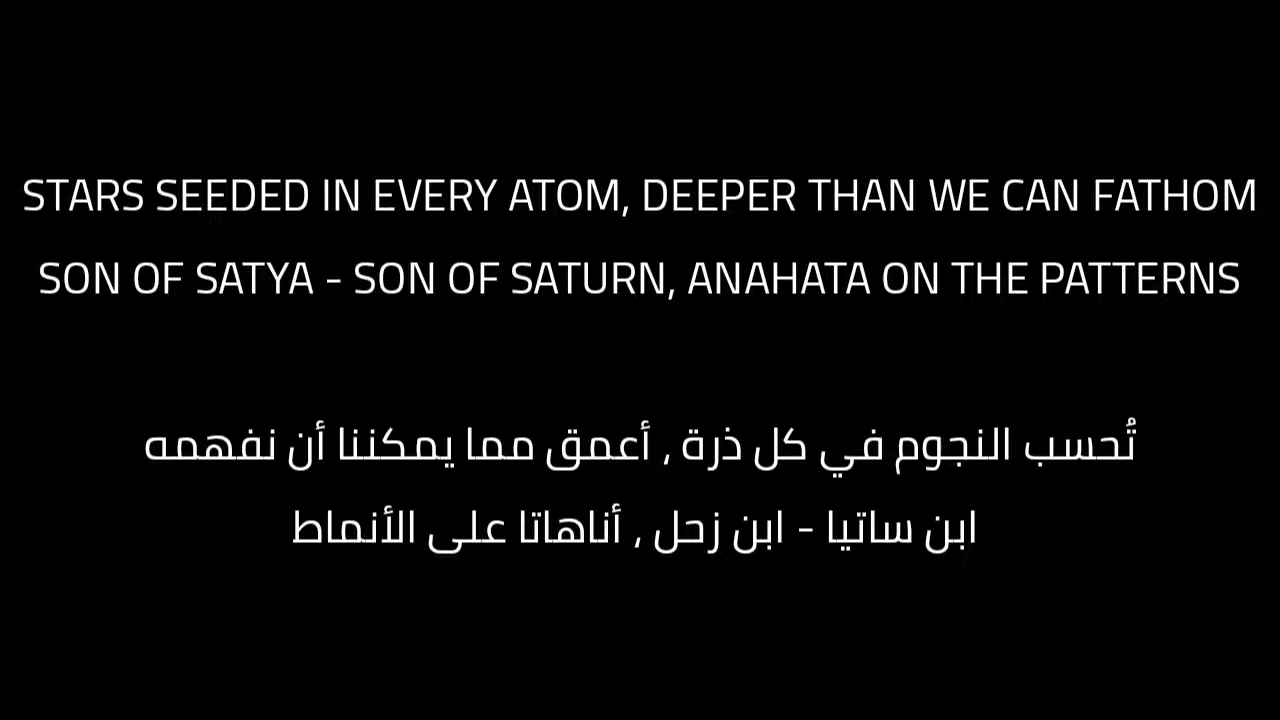 STARS SEEDED IN EVERY ATOM, DEEPER THAN WE CAN FATHOM
SON OF SATYA - SON OF SATURN, ANAHATA ON THE PATTERNS
تُحسب النجوم في كل ذرة , أعمق مما يمكننا أن نفهمه
ابن ساتيا - ابن زحل , أناهاتا على الأنماط